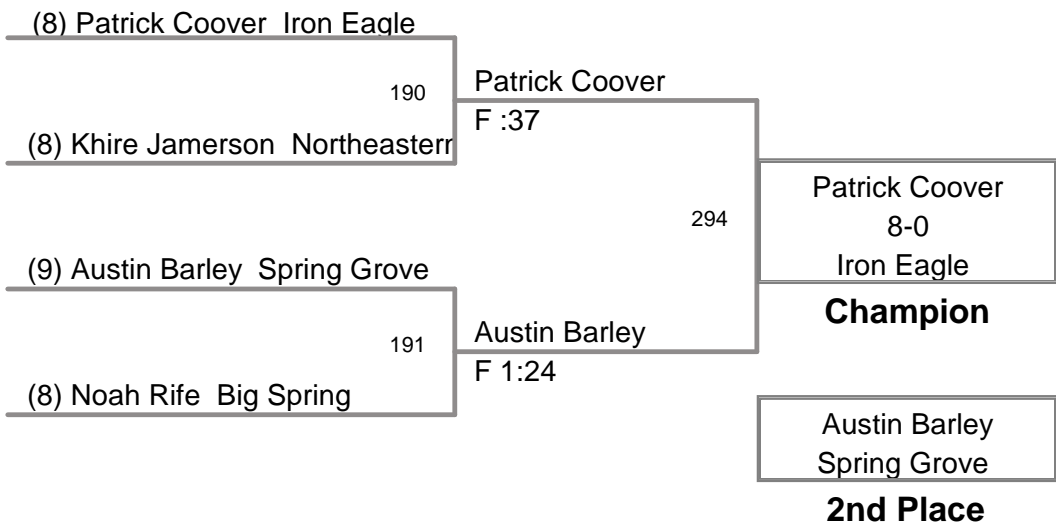 (8) Patrick Coover Iron Eagle
190
Patrick Coover
F :37
(8) Khire Jamerson Northeastern
294
Patrick Coover
8-0
Iron Eagle
Champion
(9) Austin Barley Spring Grove
191
Austin Barley
F 1:24
(8) Noah Rife Big Spring
Austin Barley
Spring Grove
2nd Place